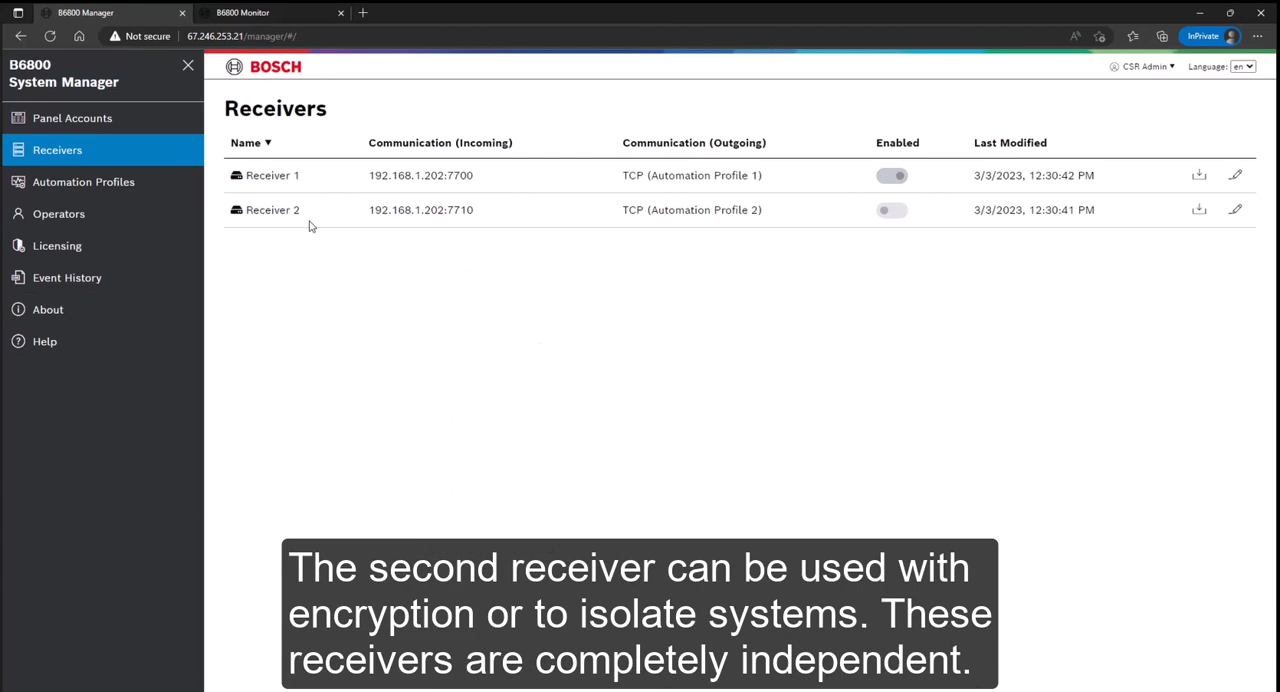 B6800 Manager
B6800 Monitor
Not secure
67.246.253.21/manager/#/
InPrivate
B6800
System Manager
BOSCH
CSR Admin
Language: en
Panel Accounts
Receivers
Automation Profiles
Operators
Licensing
Event History
About
Help
Receivers
Name Communication (Incoming) Communication (Outgoing) Enabled Last Modified
Receiver 1 192.168.1.202:7700 TCP (Automation Profile 1) 3/3/2023, 12:30:42 PM
Receiver 2 192.168.1.202:7710 TCP (Automation Profile 2) 3/3/2023, 12:30:41 PM
The second receiver can be used with
encryption or to isolate systems. These
receivers are completely independent.